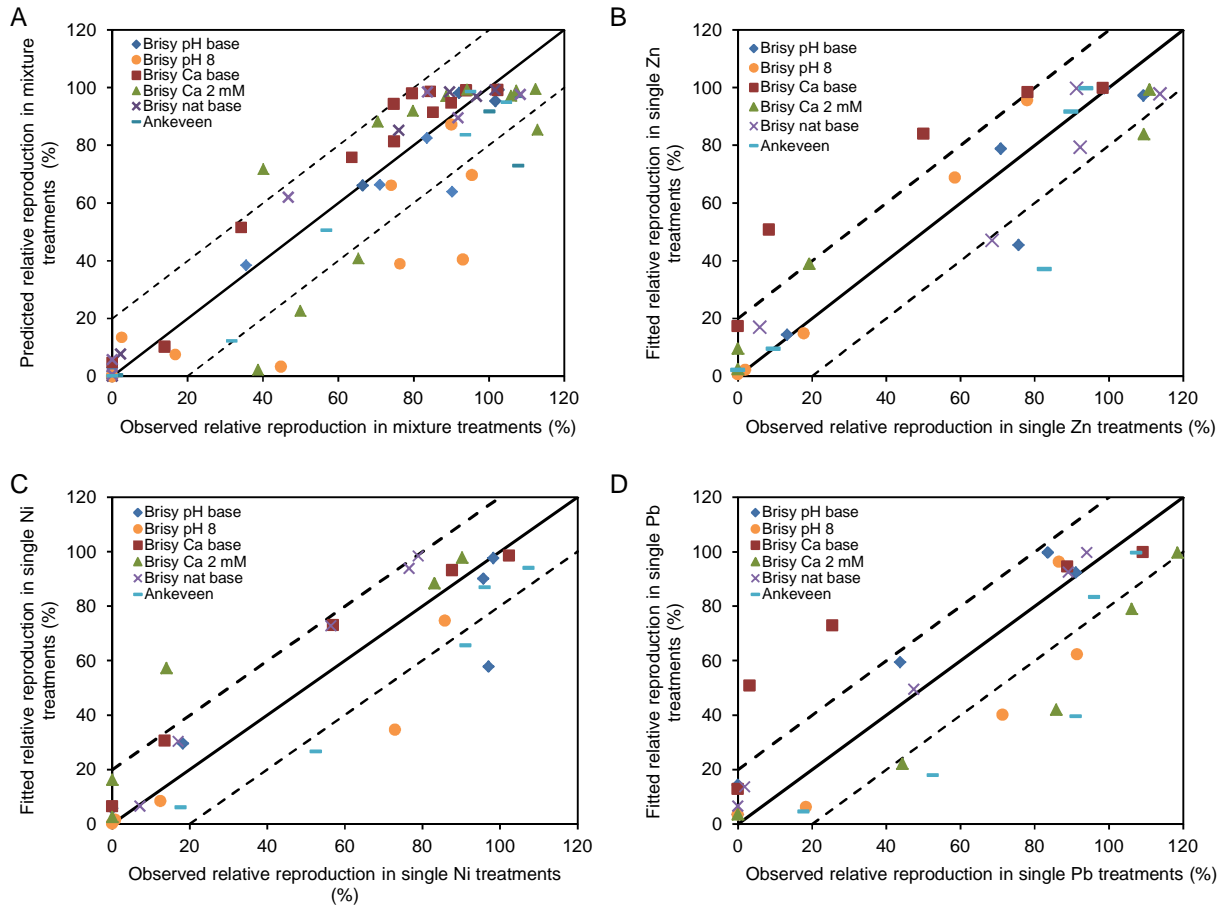 A
Predicted relative reproduction in mixture
treatments (%)
120
100
80
60
40
20
0
Brisy pH base
Brisy pH 8
Brisy Ca base
Brisy Ca 2 mM
Brisy nat base
Ankeveen
0 20 40 60 80 100 120
Observed relative reproduction in mixture treatments (%)
B
Fitted relative reproduction in single Zn
treatments (%)
120
100
80
60
40
20
0
Brisy pH base
Brisy pH 8
Brisy Ca base
Brisy Ca 2 mM
Brisy nat base
Ankeveen
0 20 40 60 80 100 120
Observed relative reproduction in single Zn treatments (%)
C
Fitted relative reproduction in single Ni
treatments (%)
120
100
80
60
40
20
0
Brisy pH base
Brisy pH 8
Brisy Ca base
Brisy Ca 2 mM
Brisy nat base
Ankeveen
0 20 40 60 80 100 120
Observed relative reproduction in single Ni treatments
(%)
D
Fitted relative reproduction in single Pb
treatments (%)
120
100
80
60
40
20
0
Brisy pH base
Brisy pH 8
Brisy Ca base
Brisy Ca 2 mM
Brisy nat base
Ankeveen
0 20 40 60 80 100 120
Observed relative reproduction in single Pb treatments (%)